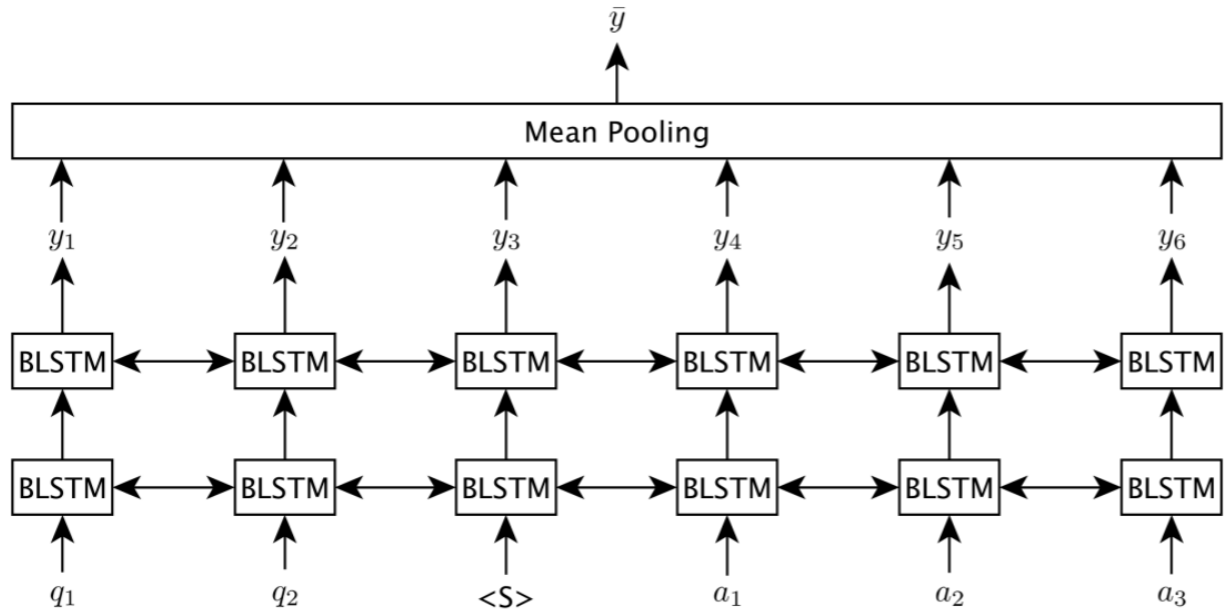 ȳ
Mean Pooling
y₁ y₂ y₃ y₄ y₅ y₆
BLSTM BLSTM BLSTM BLSTM BLSTM BLSTM
BLSTM BLSTM BLSTM BLSTM BLSTM BLSTM
q₁ q₂ <S> a₁ a₂ a₃